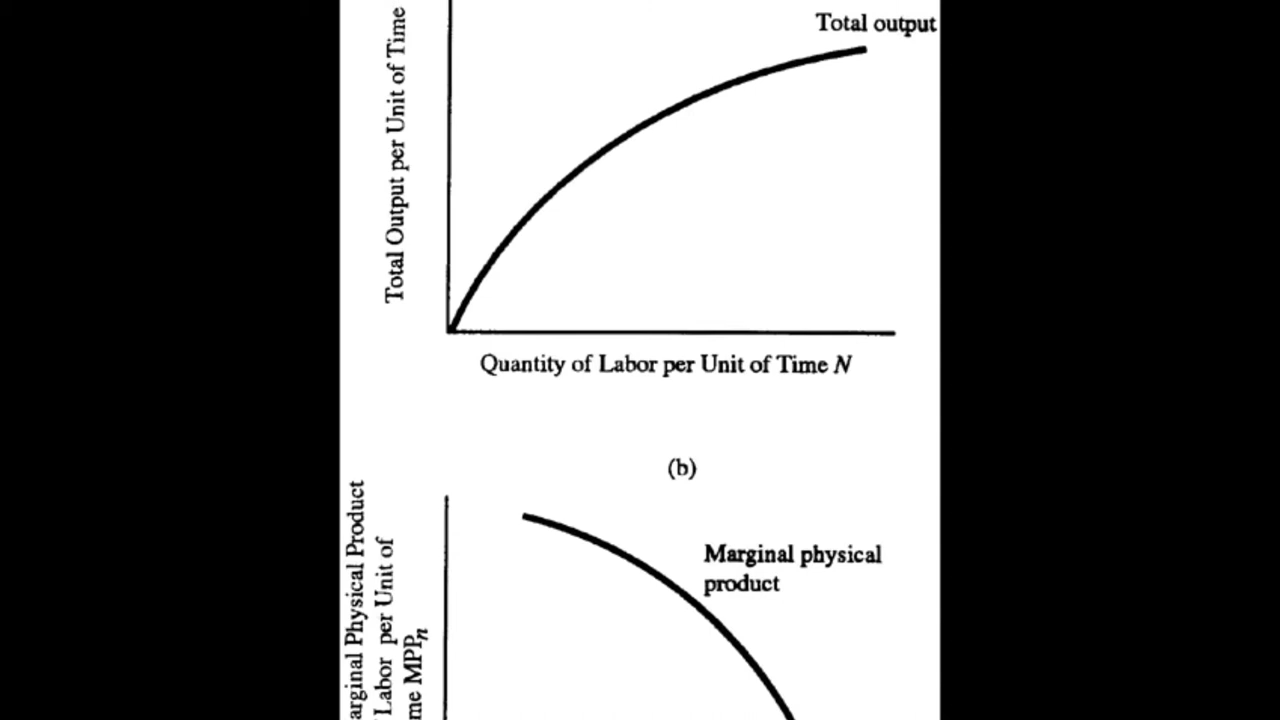 Total output
Total Output per Unit of Time
Quantity of Labor per Unit of Time N
(b)
Marginal physical
product
arginal Physical Product
Labor per Unit of
me MPPn